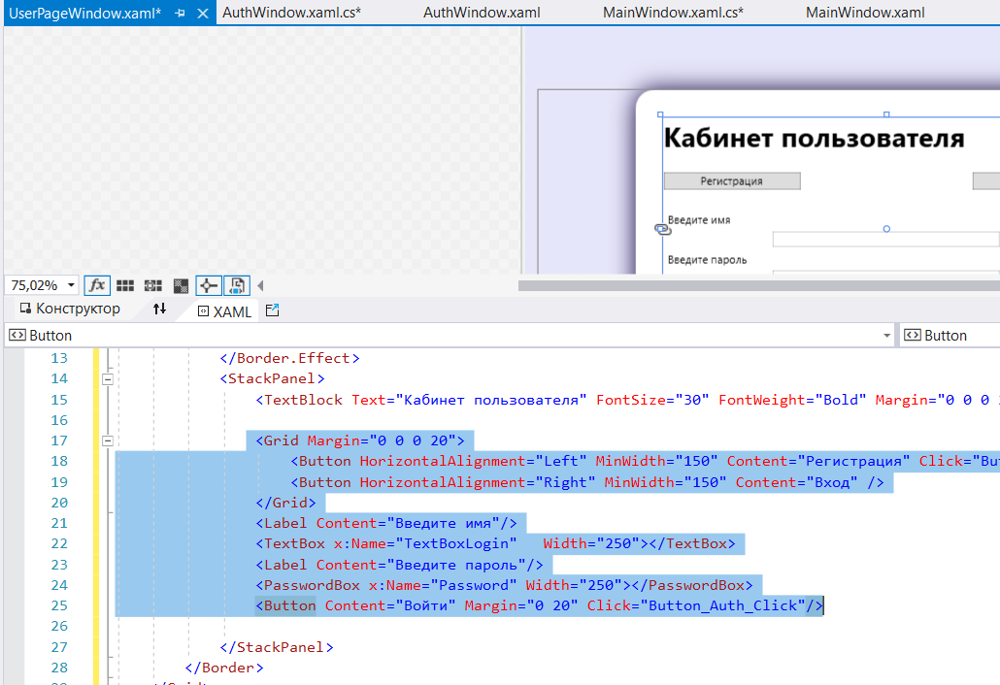 UserPageWindow.xaml* AuthWindow.xaml.cs* AuthWindow.xaml MainWindow.xaml.cs* MainWindow.xaml
Кабинет пользователя
Регистрация
Введите имя
Введите пароль
75,02% fx
Конструктор XAML
Button Button
13 </Border.Effect>
14 <StackPanel>
15 <TextBlock Text="Кабинет пользователя" FontSize="30" FontWeight="Bold" Margin="0 0 0
16
17 <Grid Margin="0 0 0 20">
18 <Button HorizontalAlignment="Left" MinWidth="150" Content="Регистрация" Click="Bu
19 <Button HorizontalAlignment="Right" MinWidth="150" Content="Вход" />
20 </Grid>
21 <Label Content="Введите имя"/>
22 <TextBox x:Name="TextBoxLogin" Width="250"></TextBox>
23 <Label Content="Введите пароль"/>
24 <PasswordBox x:Name="Password" Width="250"></PasswordBox>
25 <Button Content="Войти" Margin="0 20" Click="Button_Auth_Click"/>
26
27 </StackPanel>
28 </Border>